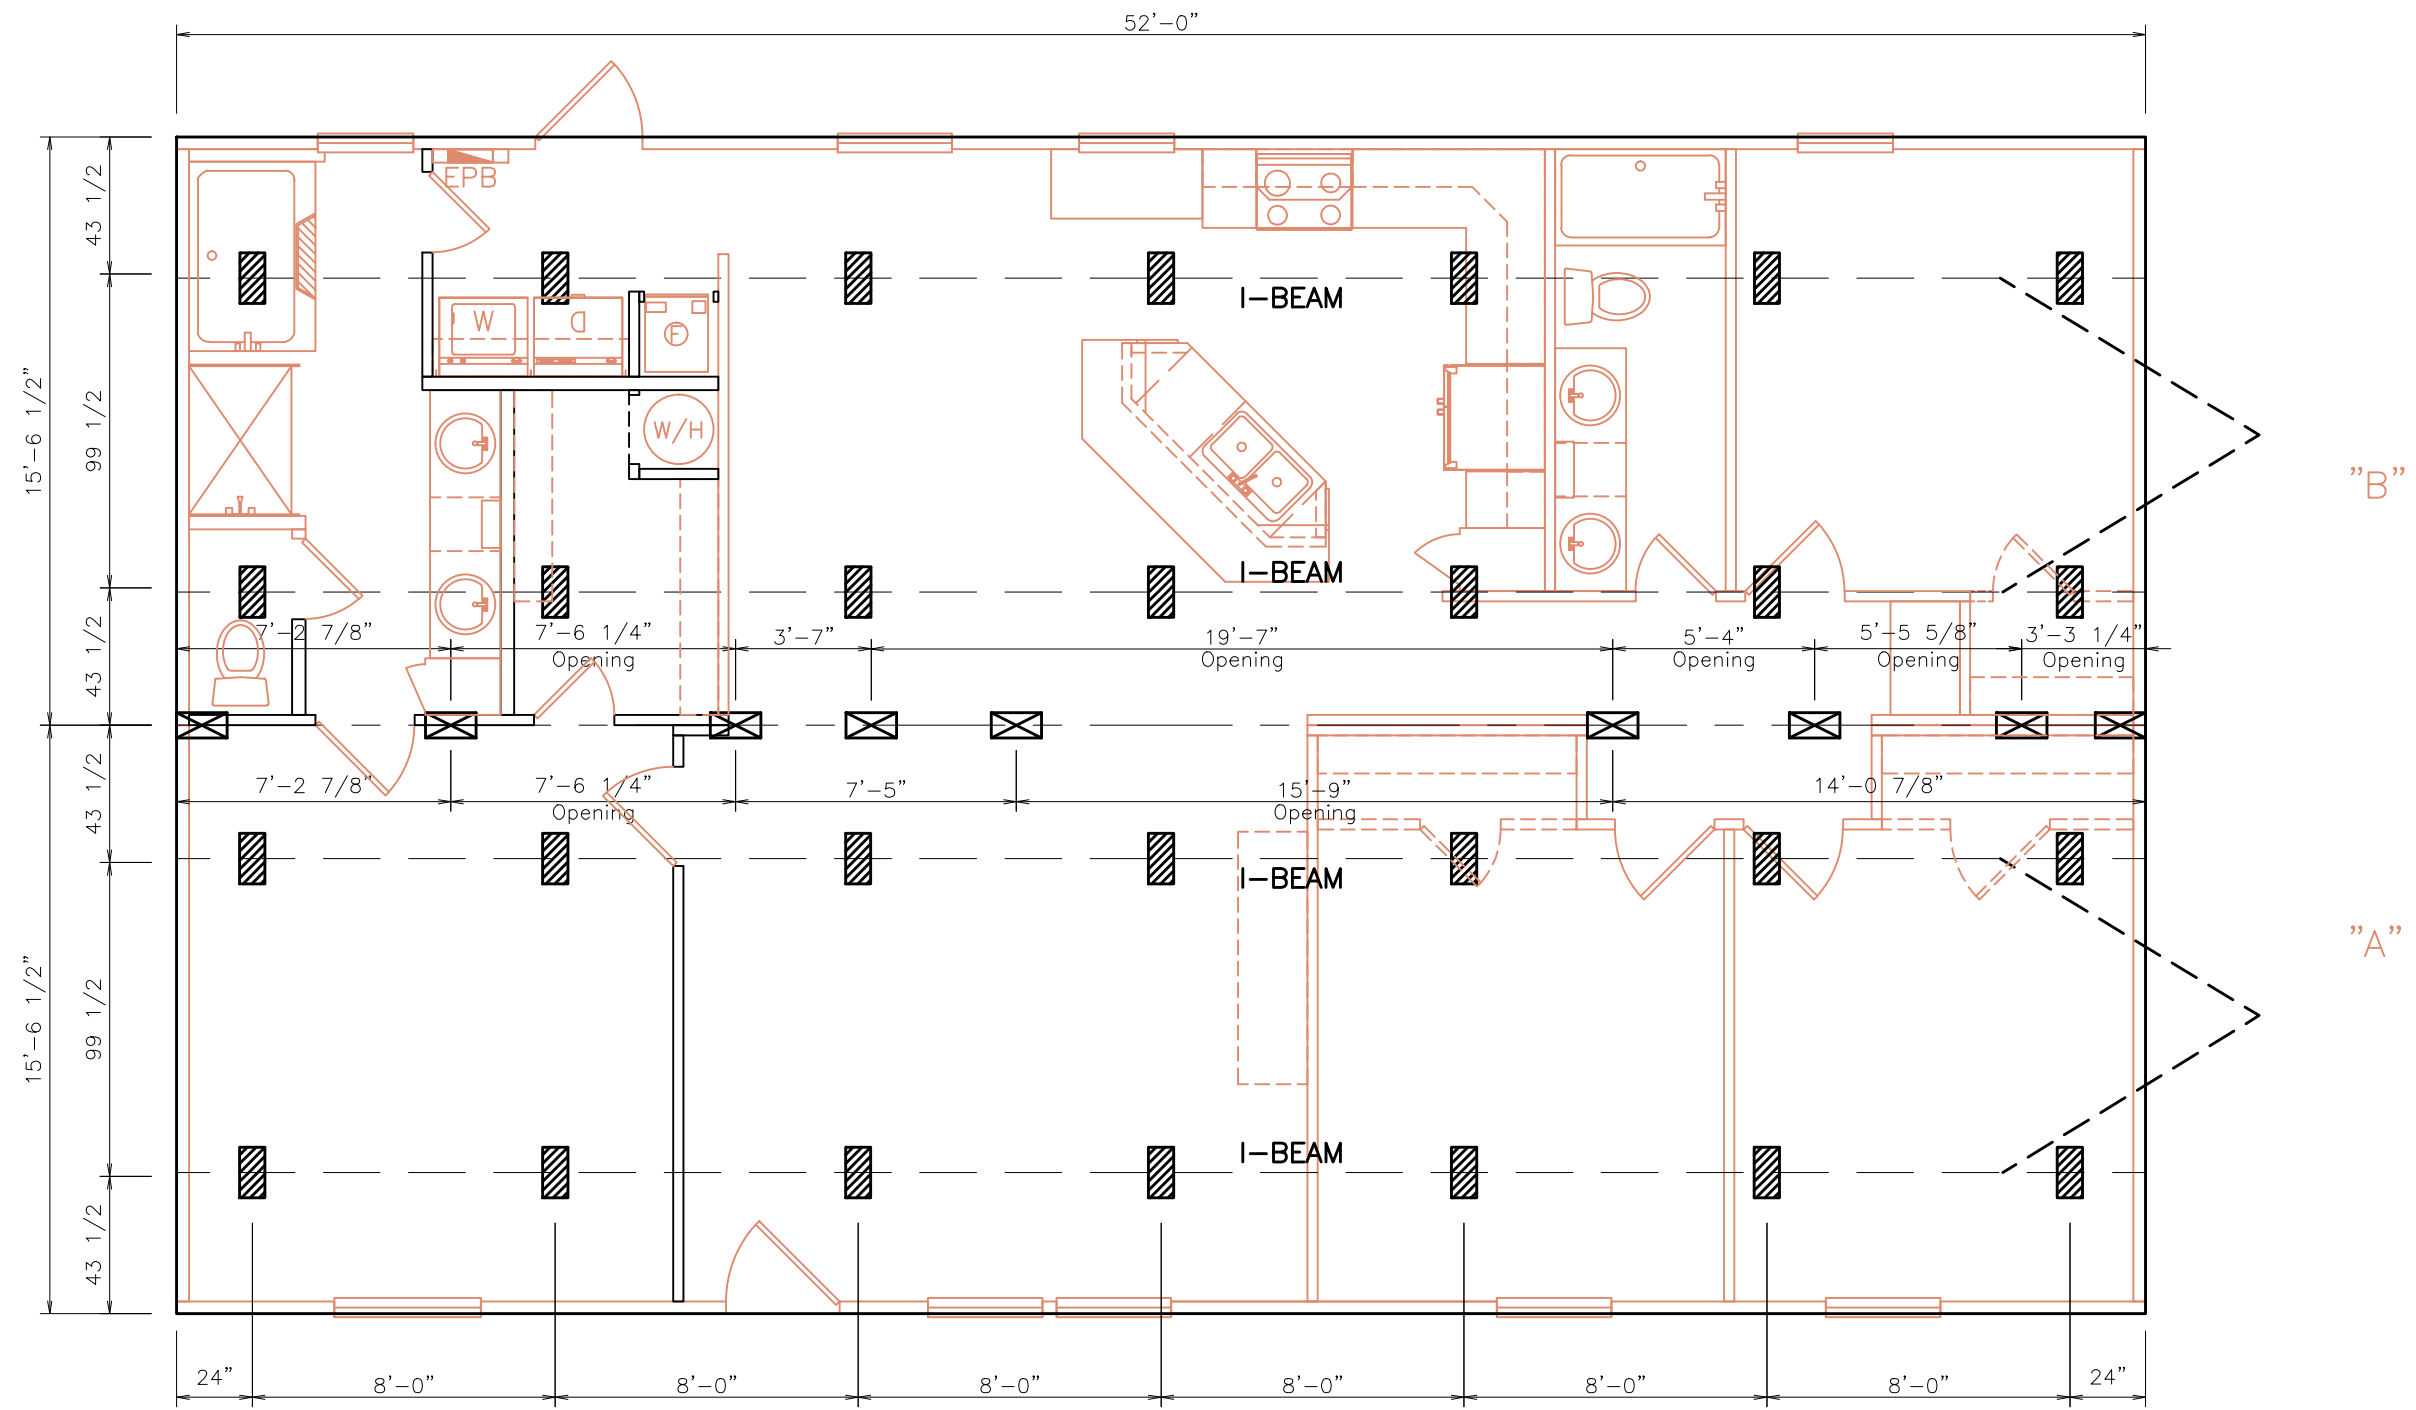 52'-0"
EPB
43 1/2
I-BEAM
W
D
F
15'-6 1/2"
99 1/2
W/H
"B"
I-BEAM
43 1/2
7'-2 7/8"
7'-6 1/4"
Opening
3'-7"
19'-7"
Opening
5'-4"
Opening
5'-5 5/8"
Opening
3'-3 1/4"
Opening
43 1/2
7'-2 7/8"
7'-6 1/4"
Opening
7'-5"
15'-9"
Opening
14'-0 7/8"
I-BEAM
"A"
15'-6 1/2"
99 1/2
I-BEAM
43 1/2
24"
8'-0"
8'-0"
8'-0"
8'-0"
8'-0"
8'-0"
24"